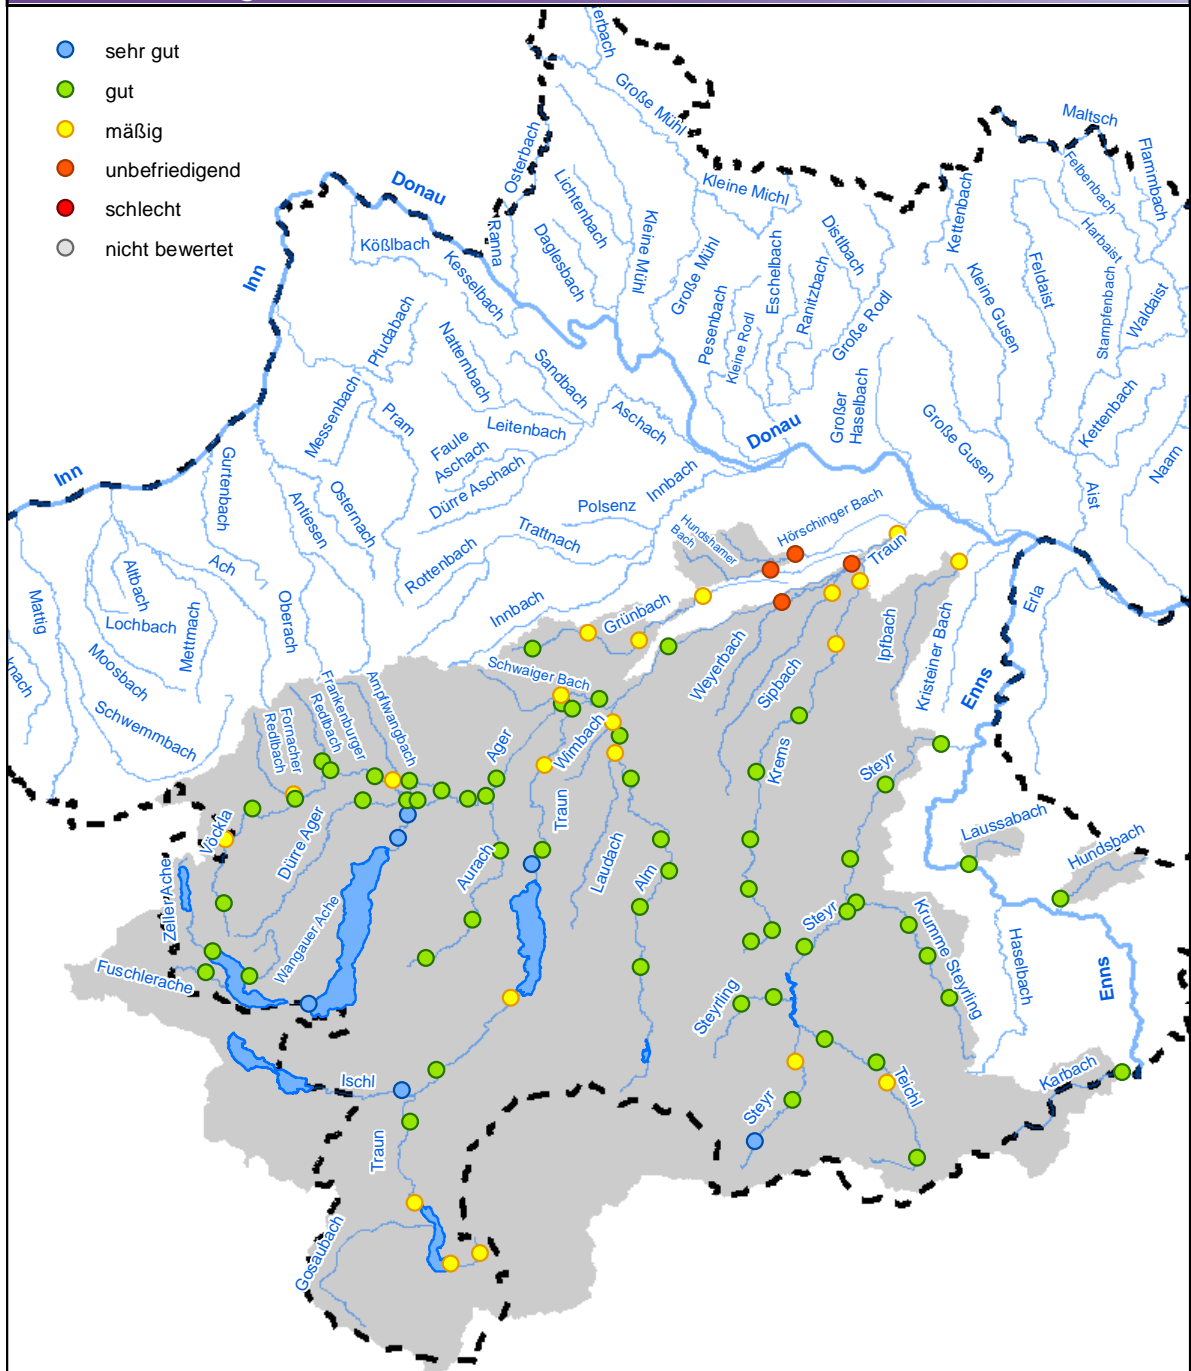 sehr gut
gut
mäßig
unbefriedigend
schlecht
nicht bewertet
erbach
Große Mühl
Maltsch
Flammbach
Felbenbach
Osterbach
Lichtenbach
Kleine Michl
Kettenbach
Donau
Harbaist
Kößlbach
Ranna
Daglesbach
Kleine Mühl
Große Mühl
Eschelbach
Distlbach
Ranitzbach
Feldaist
Inn
Kesselbach
Pesenbach
Kleine Rodl
Große Rodl
Kleine Gusen
Stampfenbach
Waldaist
Pfudabach
Natternbach
Sandbach
Messenbach
Pram
Leitenbach
Aschach
Donau
Großer
Haselbach
Große Gusen
Kettenbach
Faule
Aschach
Dürre Aschach
Inn
Gurtenbach
Antiesen
Osternach
Polsenz
Innbach
Aist
Naarn
Trattnach
Hundshamer
Bach
Hörschinger Bach
Traun
Rottenbach
Ach
Altbach
Lochbach
Mettmach
Mattig
Oberach
Innbach
Grünbach
Erla
Ipfbach
Kristeiner Bach
knach
Moosbach
Schwemmbach
Schwaiger Bach
Weyerbach
Sipbach
Enns
Fornacher
Redlbach
Frankenburger
Redlbach
Ampflwangbach
Ager
Wimbach
Krems
Steyr
Vöckla
Dürre Ager
Traun
Laussabach
Hundsbach
Zeller Ache
Aurach
Laudach
Alm
Wangauer Ache
Steyr
Krumme Steyrling
Haselbach
Enns
Fuschlerache
Steyrling
Ischl
Steyr
Teichl
Karbach
Traun
Gosaubach